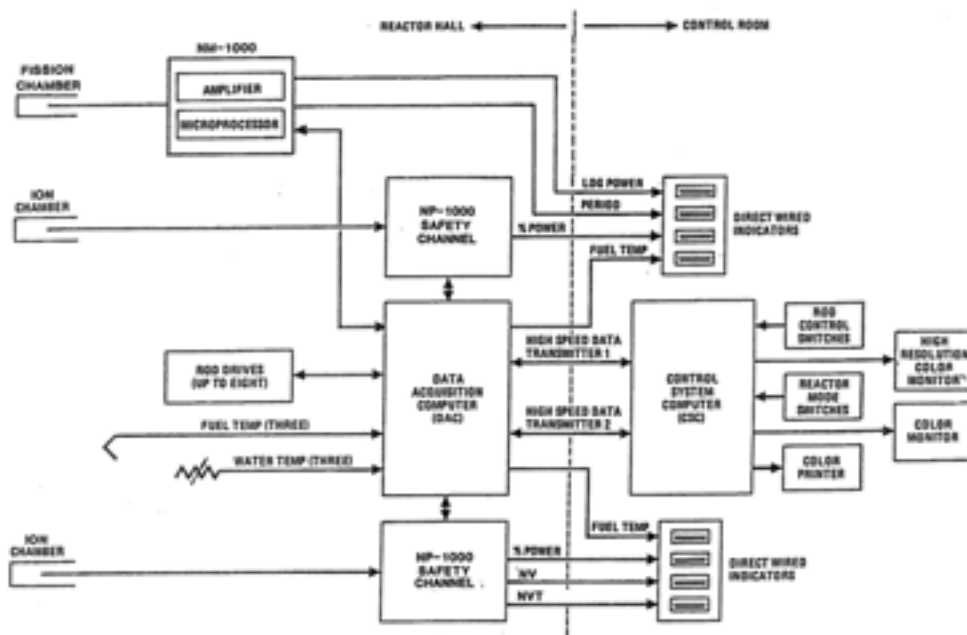 REACTOR HALL
CONTROL ROOM
NM-1000
FISSION
CHAMBER
AMPLIFIER
MICROPROCESSOR
ION
CHAMBER
NP-1000
SAFETY
CHANNEL
LOG POWER
PERIOD
% POWER
FUEL TEMP
DIRECT WIRED
INDICATORS
ROD DRIVES
(UP TO EIGHT)
FUEL TEMP (THREE)
WATER TEMP (THREE)
DATA
ACQUISITION
COMPUTER
(DAC)
HIGH SPEED DATA
TRANSMITTER 1
HIGH SPEED DATA
TRANSMITTER 2
CONTROL
SYSTEM
COMPUTER
(CSC)
ROD
CONTROL
SWITCHES
REACTOR
MODE
SWITCHES
COLOR
PRINTER
HIGH
RESOLUTION
COLOR
MONITOR
COLOR
MONITOR
ION
CHAMBER
NP-1000
SAFETY
CHANNEL
FUEL TEMP
% POWER
NV
NVT
DIRECT WIRED
INDICATORS